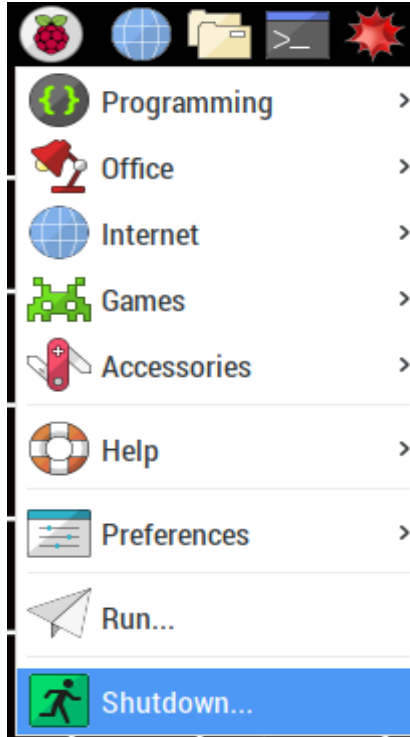 >_
Programming
Office
Internet
Games
Accessories
Help
Preferences
Run...
Shutdown...